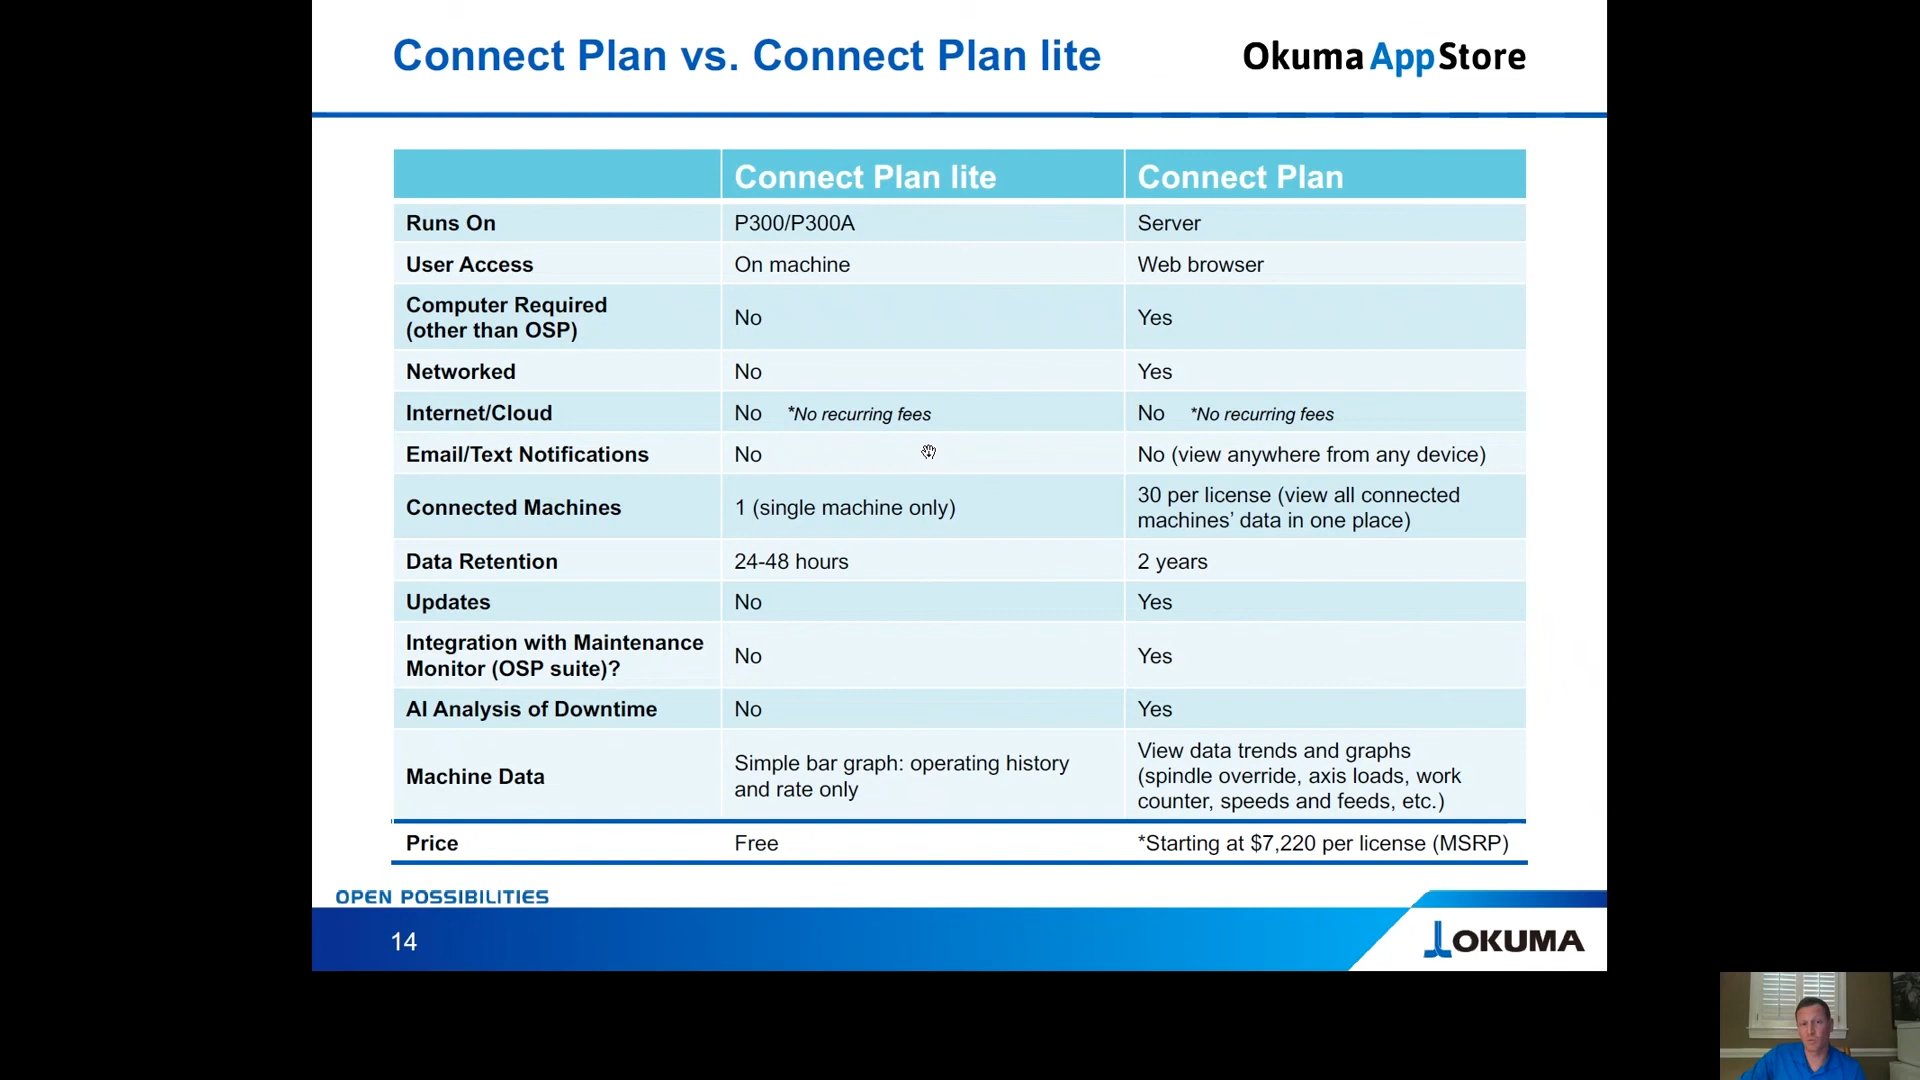 Connect Plan vs. Connect Plan lite
Okuma AppStore
Connect Plan lite
Connect Plan
Runs On
P300/P300A
Server
User Access
On machine
Web browser
Computer Required
(other than OSP)
No
Yes
Networked
No
Yes
Internet/Cloud
No *No recurring fees
No *No recurring fees
Email/Text Notifications
No
No (view anywhere from any device)
Connected Machines
1 (single machine only)
30 per license (view all connected
machines' data in one place)
Data Retention
24-48 hours
2 years
Updates
No
Yes
Integration with Maintenance
Monitor (OSP suite)?
No
Yes
AI Analysis of Downtime
No
Yes
Machine Data
Simple bar graph: operating history
and rate only
View data trends and graphs
(spindle override, axis loads, work
counter, speeds and feeds, etc.)
Price
Free
*Starting at $7,220 per license (MSRP)
OPEN POSSIBILITIES
14
OKUMA